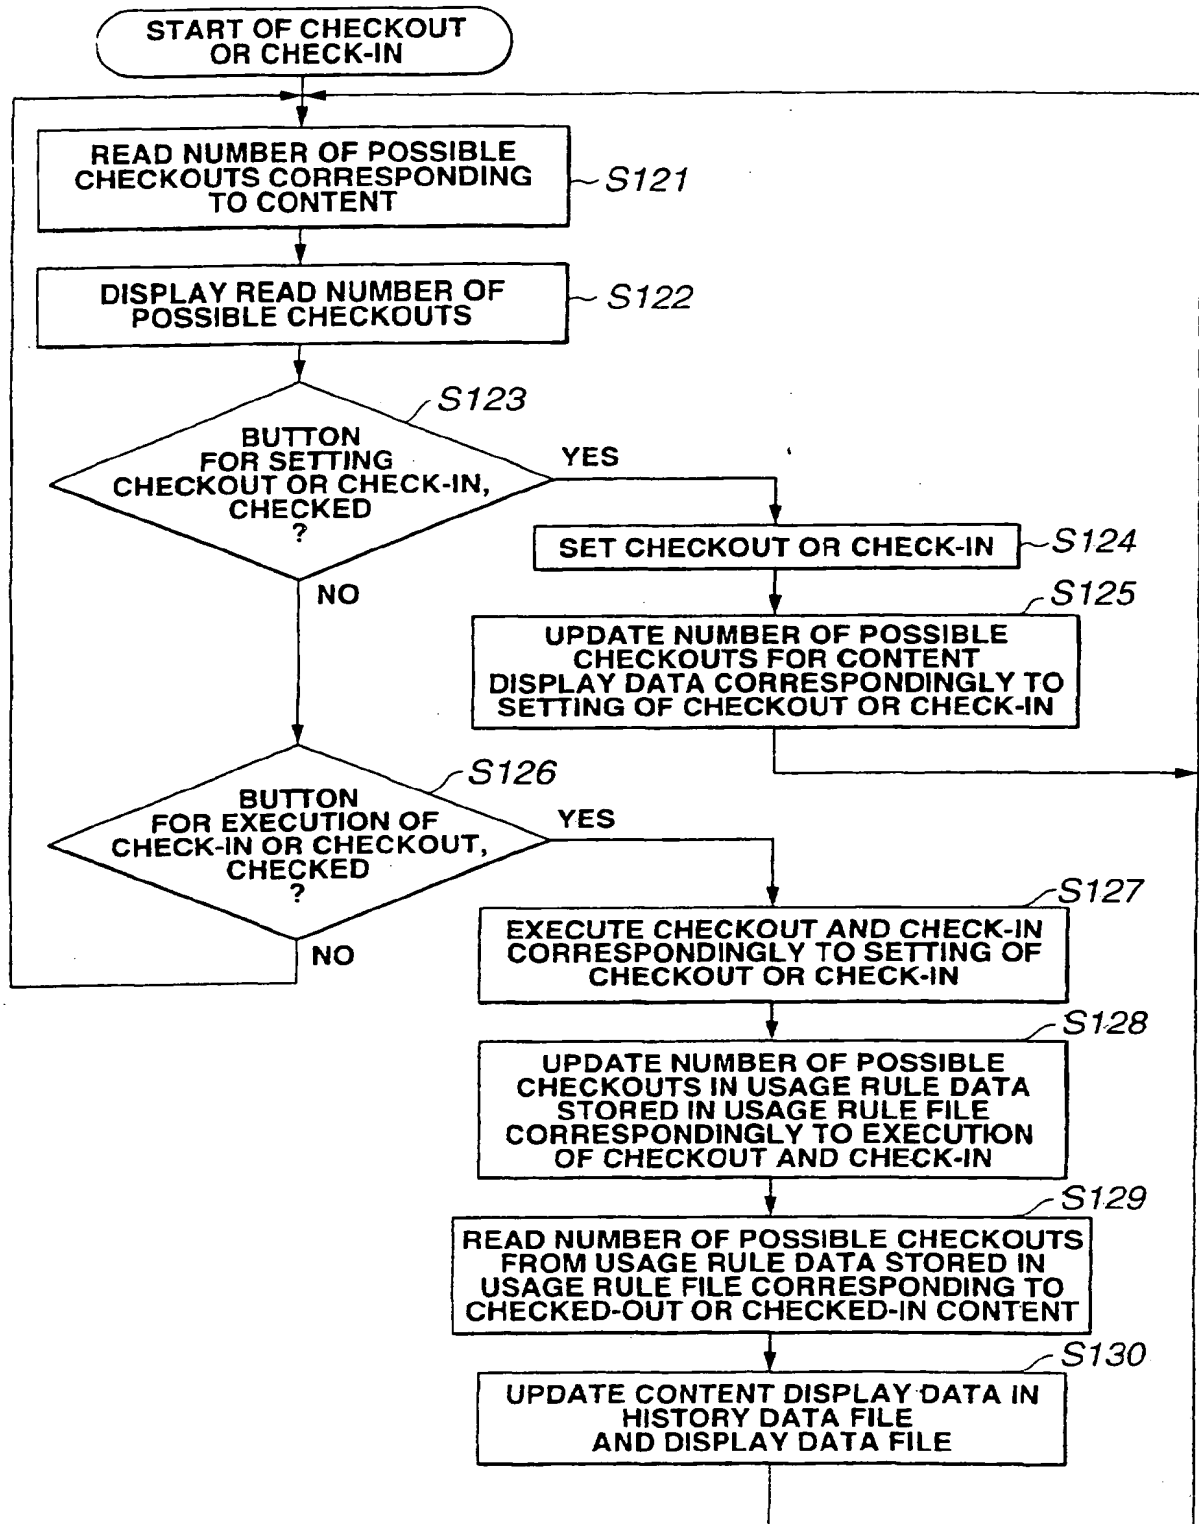 START OF CHECKOUT
OR CHECK-IN
READ NUMBER OF POSSIBLE
CHECKOUTS CORRESPONDING
TO CONTENT
S121
DISPLAY READ NUMBER OF
POSSIBLE CHECKOUTS
S122
S123
BUTTON
FOR SETTING
CHECKOUT OR CHECK-IN,
CHECKED
?
YES
NO
SET CHECKOUT OR CHECK-IN
S124
S125
UPDATE NUMBER OF POSSIBLE
CHECKOUTS FOR CONTENT
DISPLAY DATA CORRESPONDINGLY TO
SETTING OF CHECKOUT OR CHECK-IN
S126
BUTTON
FOR EXECUTION OF
CHECK-IN OR CHECKOUT,
CHECKED
?
YES
NO
S127
EXECUTE CHECKOUT AND CHECK-IN
CORRESPONDINGLY TO SETTING OF
CHECKOUT OR CHECK-IN
S128
UPDATE NUMBER OF POSSIBLE
CHECKOUTS IN USAGE RULE DATA
STORED IN USAGE RULE FILE
CORRESPONDINGLY TO EXECUTION
OF CHECKOUT AND CHECK-IN
S129
READ NUMBER OF POSSIBLE CHECKOUTS
FROM USAGE RULE DATA STORED IN
USAGE RULE FILE CORRESPONDING TO
CHECKED-OUT OR CHECKED-IN CONTENT
S130
UPDATE CONTENT DISPLAY DATA IN
HISTORY DATA FILE
AND DISPLAY DATA FILE